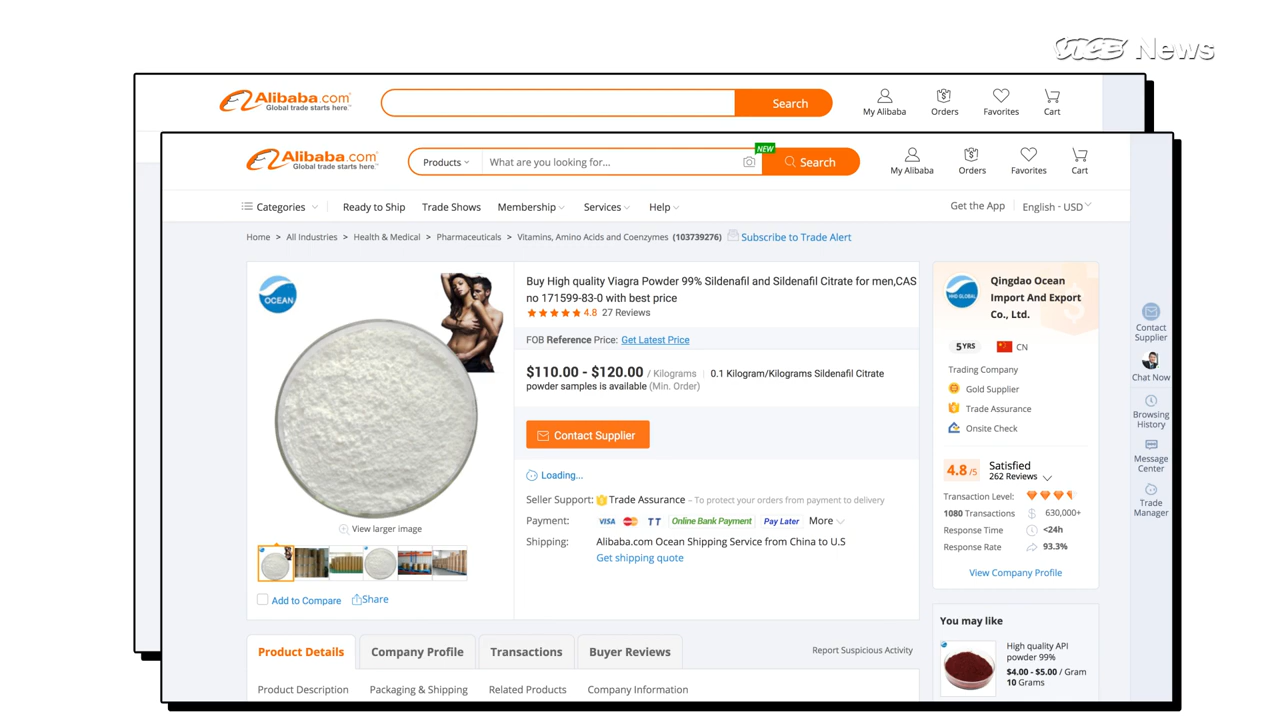 VICE News
Alibaba.com
Global trade starts here.™
Search
My Alibaba
Orders
Favorites
Cart
Alibaba.com
Global trade starts here.™
Products
What are you looking for...
NEW
Search
My Alibaba
Orders
Favorites
Cart
Categories
Ready to Ship
Trade Shows
Membership
Services
Help
Get the App
English - USD
Home > All Industries > Health & Medical > Pharmaceuticals > Vitamins, Amino Acids and Coenzymes (103739276) Subscribe to Trade Alert
OCEAN
View larger image
Add to Compare
Share
Buy High quality Viagra Powder 99% Sildenafil and Sildenafil Citrate for men,CAS
no 171599-83-0 with best price
4.8 27 Reviews
FOB Reference Price: Get Latest Price
$110.00 - $120.00 / Kilograms | 0.1 Kilogram/Kilograms Sildenafil Citrate
powder samples is available (Min. Order)
Contact Supplier
Loading...
Seller Support: Trade Assurance – To protect your orders from payment to delivery
Payment: VISA TT Online Bank Payment Pay Later More
Shipping: Alibaba.com Ocean Shipping Service from China to U.S
Get shipping quote
HND GLOBAL
Qingdao Ocean
Import And Export
Co., Ltd.
5YRS
CN
Trading Company
Gold Supplier
Trade Assurance
Onsite Check
4.8/5
Satisfied
262 Reviews
Transaction Level:
1080 Transactions 630,000+
Response Time <24h
Response Rate 93.3%
View Company Profile
You may like
High quality API
powder 99%
$4.00 - $5.00 / Gram
10 Grams
Contact
Supplier
Chat Now
Browsing
History
Message
Center
Trade
Manager
Product Details
Company Profile
Transactions
Buyer Reviews
Report Suspicious Activity
Product Description
Packaging & Shipping
Related Products
Company Information